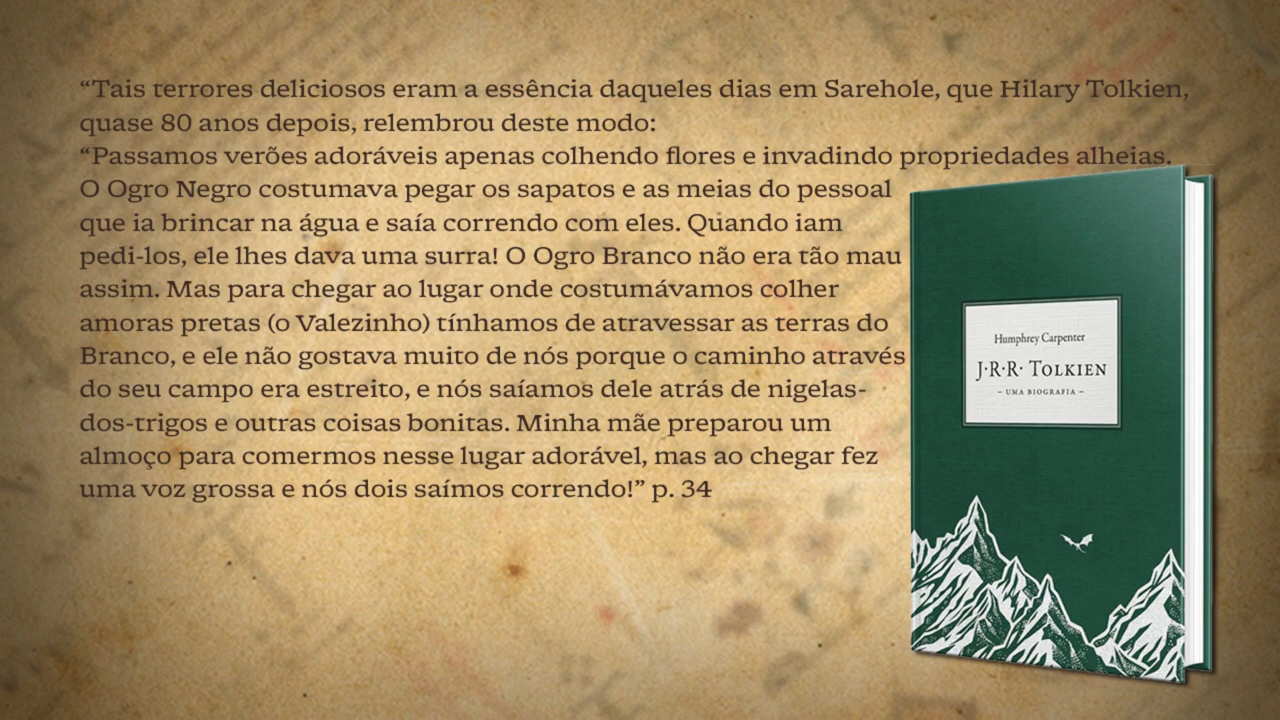 “Tais terrores deliciosos eram a essência daqueles dias em Sarehole, que Hilary Tolkien,
quase 80 anos depois, relembrou deste modo:
“Passamos verões adoráveis apenas colhendo flores e invadindo propriedades alheias.
O Ogro Negro costumava pegar os sapatos e as meias do pessoal
que ia brincar na água e saía correndo com eles. Quando iam
pedi-los, ele lhes dava uma surra! O Ogro Branco não era tão mau
assim. Mas para chegar ao lugar onde costumávamos colher
amoras pretas (o Valezinho) tínhamos de atravessar as terras do
Branco, e ele não gostava muito de nós porque o caminho através
do seu campo era estreito, e nós saíamos dele atrás de nigelas-
dos-trigos e outras coisas bonitas. Minha mãe preparou um
almoço para comermos nesse lugar adorável, mas ao chegar fez
uma voz grossa e nós dois saímos correndo!” p. 34
Humphrey Carpenter
J·R·R· TOLKIEN
– UMA BIOGRAFIA –